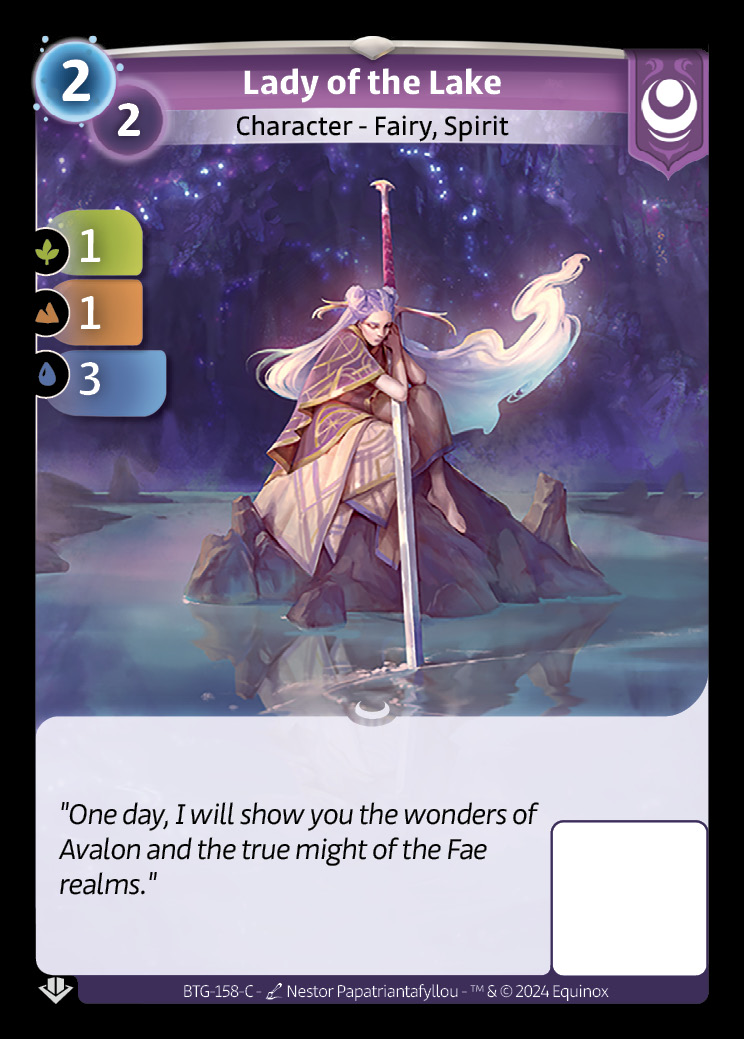 2
Lady of the Lake
2
Character - Fairy, Spirit
1
1
3
"One day, I will show you the wonders of
Avalon and the true might of the Fae
realms."
BTG-158-C - Nestor Papatriantafyllou - ™ & © 2024 Equinox